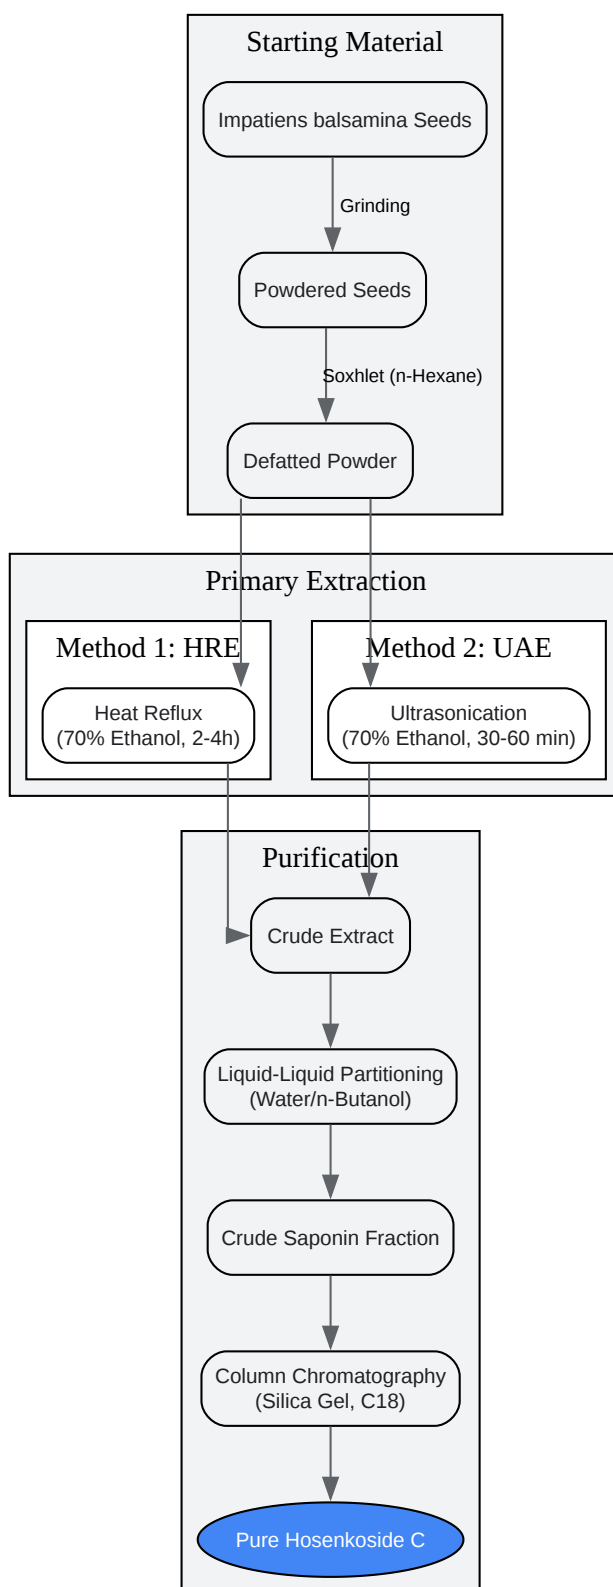 Starting Material
Impatiens balsamina Seeds
Grinding
Powdered Seeds
Soxhlet (n-Hexane)
Defatted Powder
Primary Extraction
Method 1: HRE
Heat Reflux
(70% Ethanol, 2-4h)
Method 2: UAE
Ultrasonication
(70% Ethanol, 30-60 min)
Purification
Crude Extract
Liquid-Liquid Partitioning
(Water/n-Butanol)
Crude Saponin Fraction
Column Chromatography
(Silica Gel, C18)
Pure Hosenkoside C